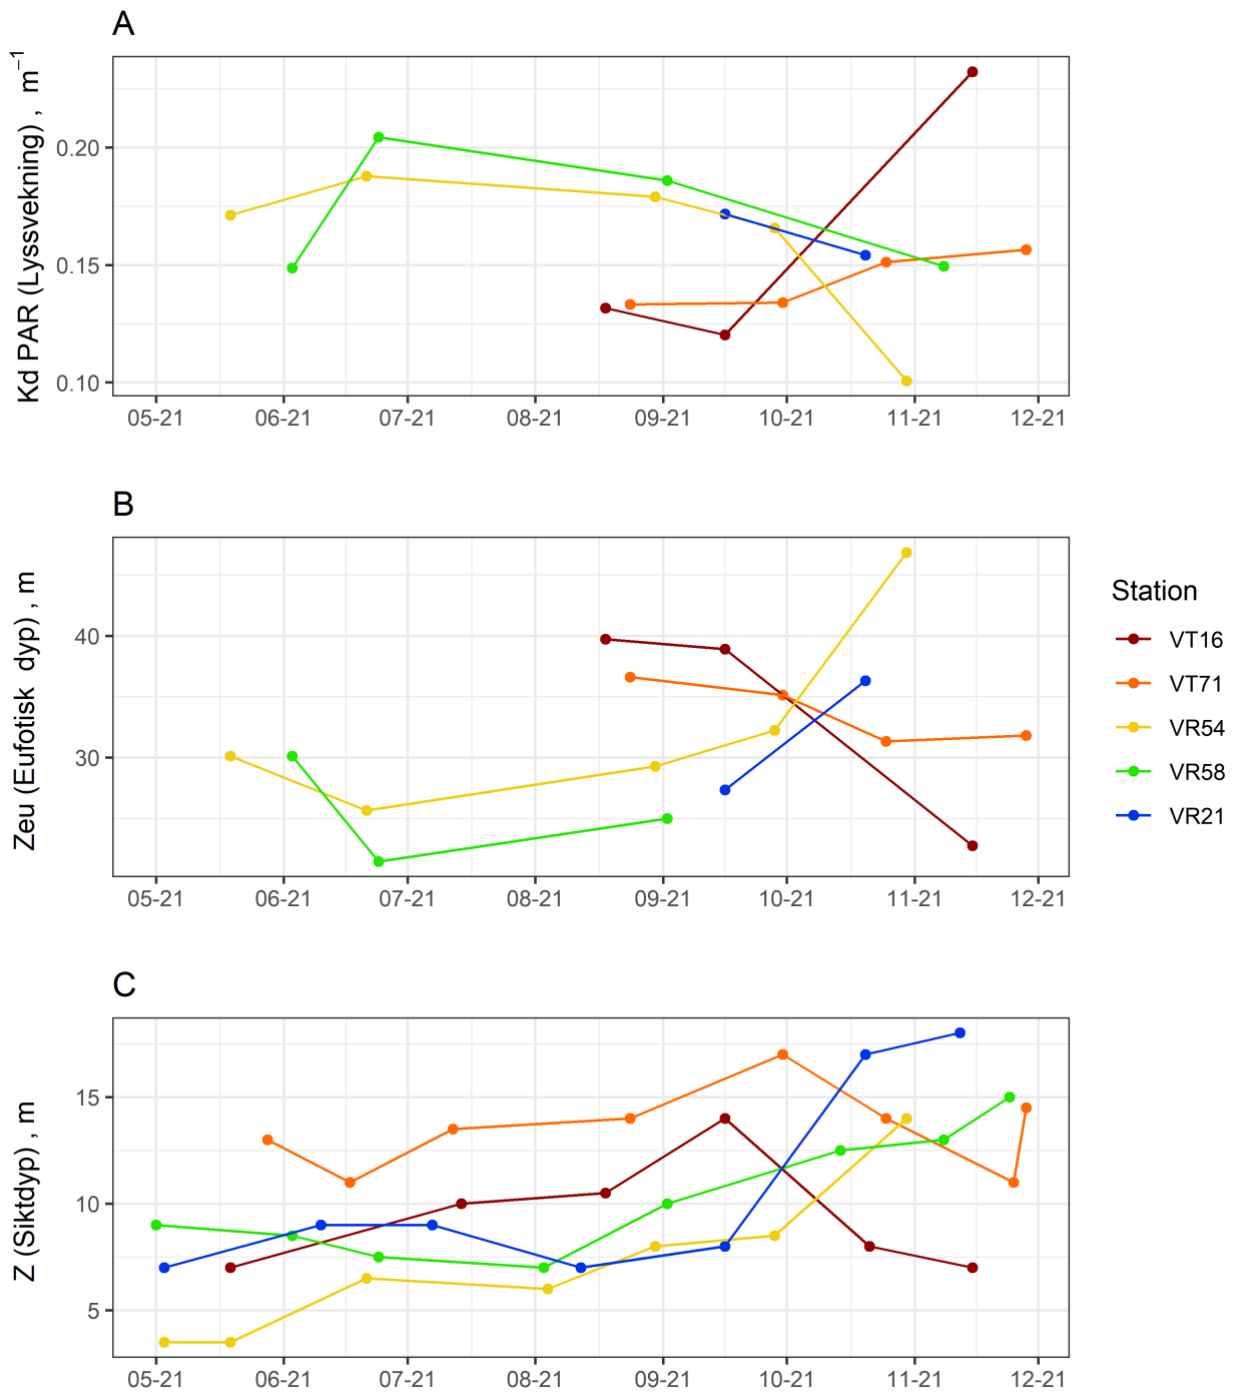 A
Kd PAR (Lyssvekning) , m⁻¹
0.20
0.15
0.10
05-21 06-21 07-21 08-21 09-21 10-21 11-21 12-21
B
Zeu (Eufotisk dyp) , m
40
30
05-21 06-21 07-21 08-21 09-21 10-21 11-21 12-21
Station
VT16
VT71
VR54
VR58
VR21
C
Z (Siktdyp) , m
15
10
5
05-21 06-21 07-21 08-21 09-21 10-21 11-21 12-21